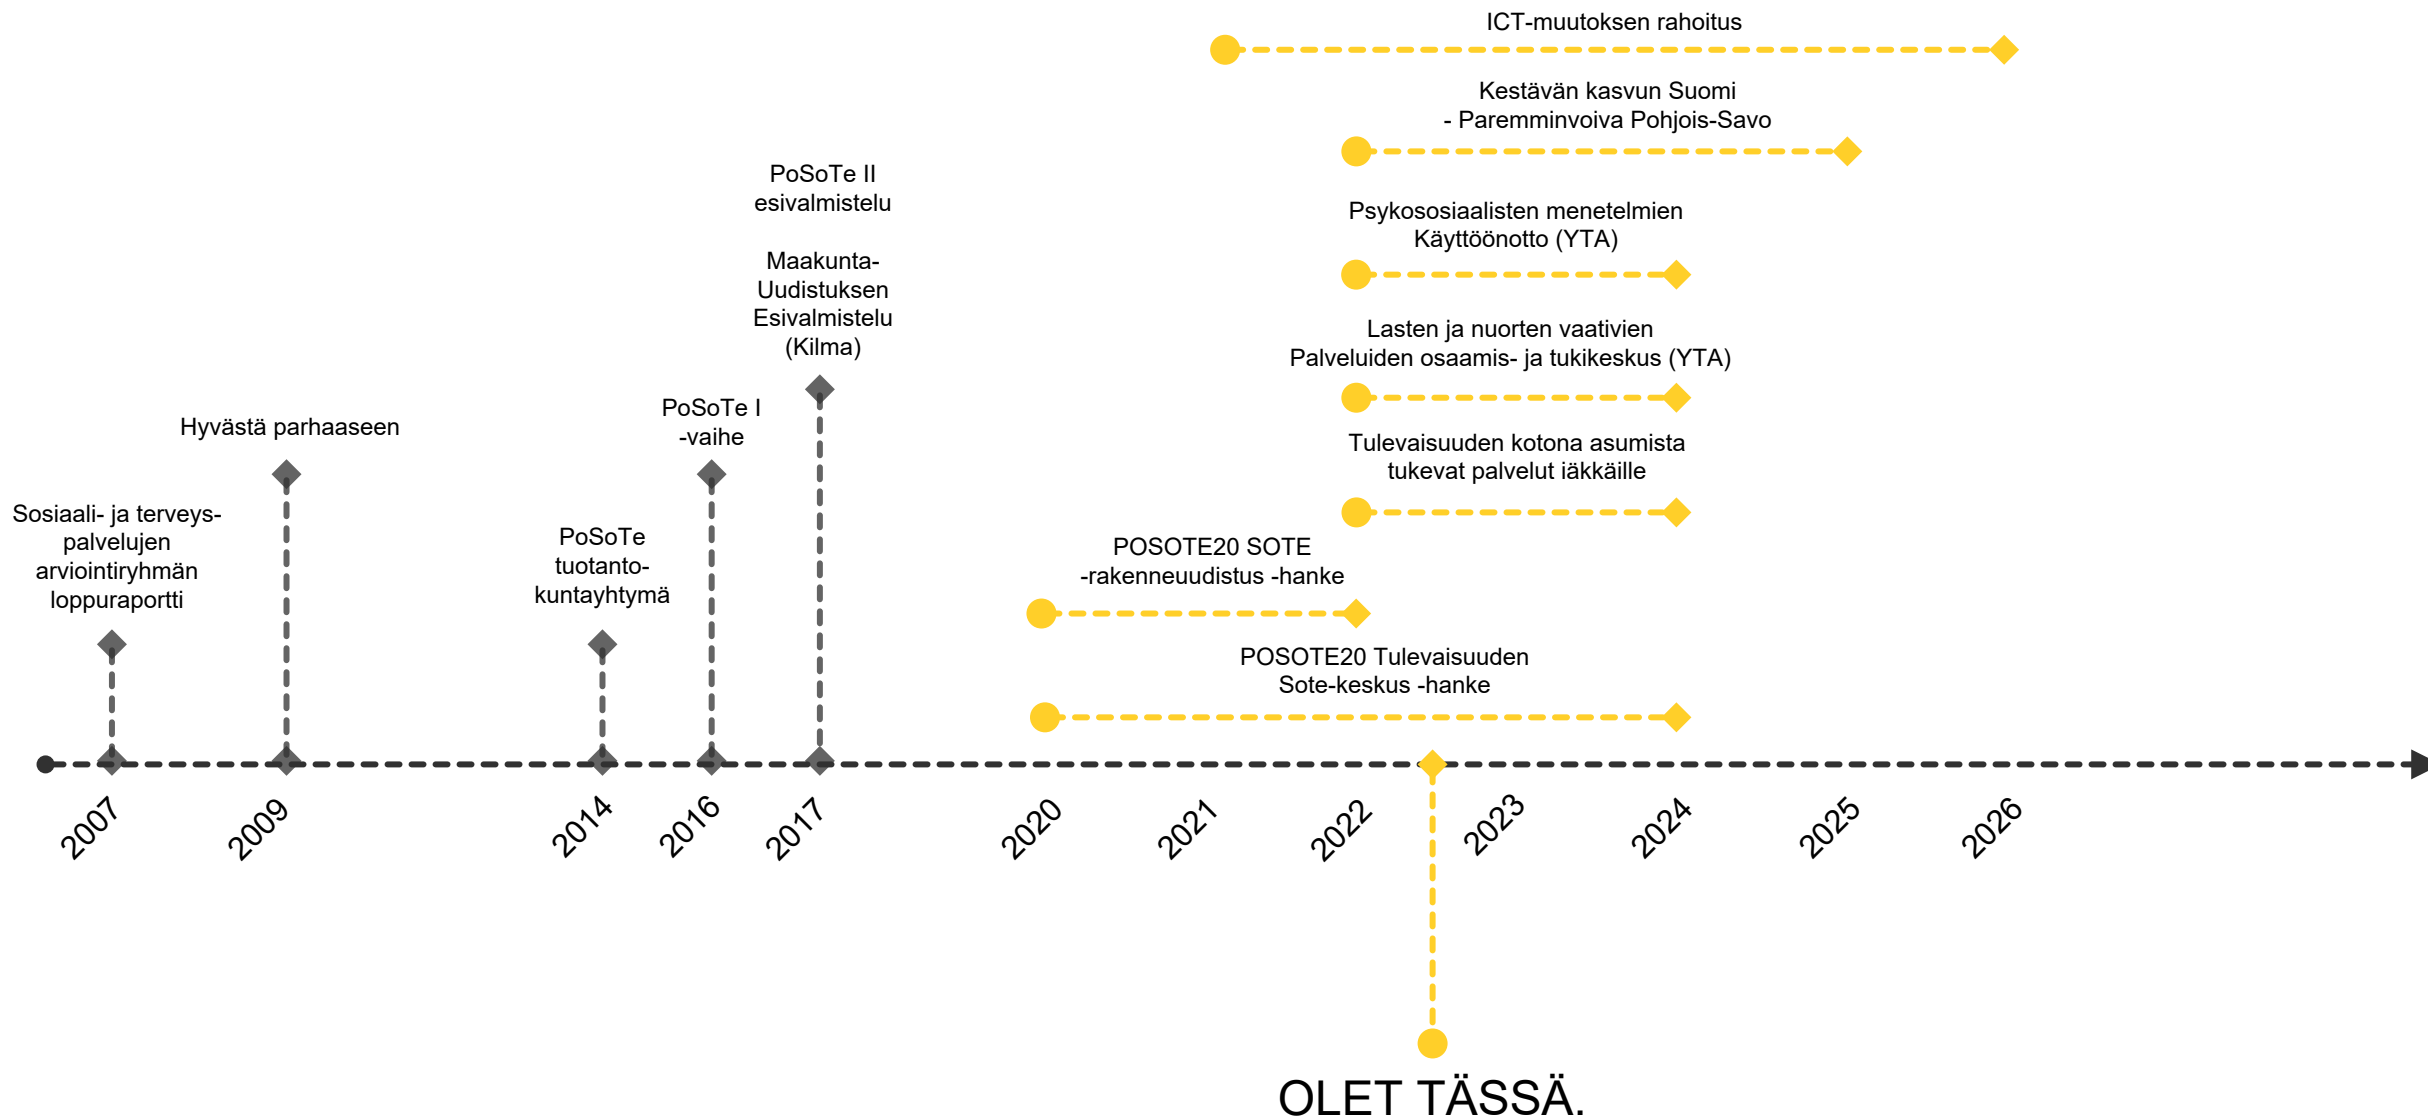 ICT-muutoksen rahoitus
Kestävän kasvun Suomi
- Paremminvoiva Pohjois-Savo
PoSoTe II
esivalmistelu
Maakunta-
Uudistuksen
Esivalmistelu
(Kilma)
Psykososiaalisten menetelmien
Käyttöönotto (YTA)
Lasten ja nuorten vaativien
Palveluiden osaamis- ja tukikeskus (YTA)
PoSoTe I
-vaihe
Hyvästä parhaaseen
Tulevaisuuden kotona asumista
tukevat palvelut iäkkäille
Sosiaali- ja terveys-
palvelujen
arviointiryhmän
loppuraportti
PoSoTe
tuotanto-
kuntayhtymä
POSOTE20 SOTE
-rakenneuudistus -hanke
POSOTE20 Tulevaisuuden
Sote-keskus -hanke
2007
2009
2014
2016
2017
2020
2021
2022
2023
2024
2025
2026
OLET TÄSSÄ.